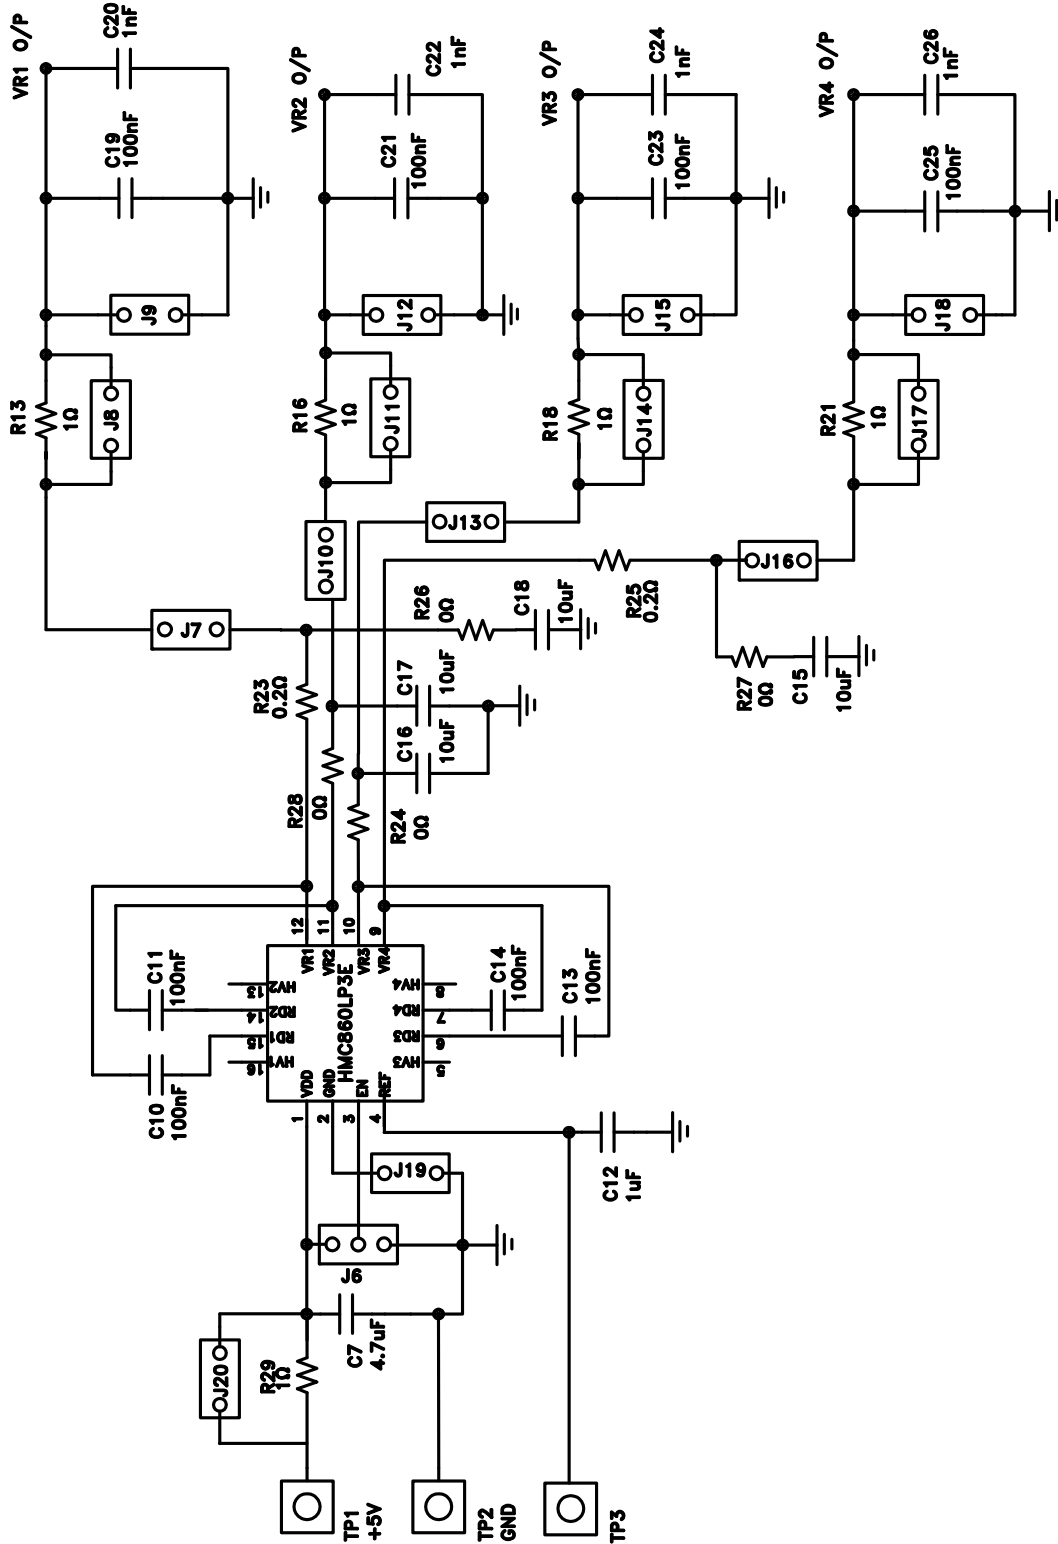 VR1 O/P
C20
1nF
C19
100nF
J9
R13
1Ω
J8
VR2 O/P
C22
1nF
C21
100nF
J12
R16
1Ω
J11
VR3 O/P
C24
1nF
C23
100nF
J15
R18
1Ω
J14
VR4 O/P
C26
1nF
C25
100nF
J18
R21
1Ω
J17
J7
J10
J13
J16
R23
0.2Ω
R26
0Ω
C18
10uF
R25
0.2Ω
C17
10uF
C16
10uF
R27
0Ω
C15
10uF
R28
0Ω
R24
0Ω
C11
100nF
C10
100nF
C14
100nF
C13
100nF
12
11
10
9
VR1
VR2
VR3
VR4
13
HV2
14
RD2
15
RD1
16
HV1
HMC860LP3E
HV4
8
RD4
7
RD3
6
HV3
5
VDD
GND
EN
REF
1
2
3
4
J19
J6
C12
1uF
C7
4.7uF
J20
R29
1Ω
TP1
+5V
TP2
GND
TP3